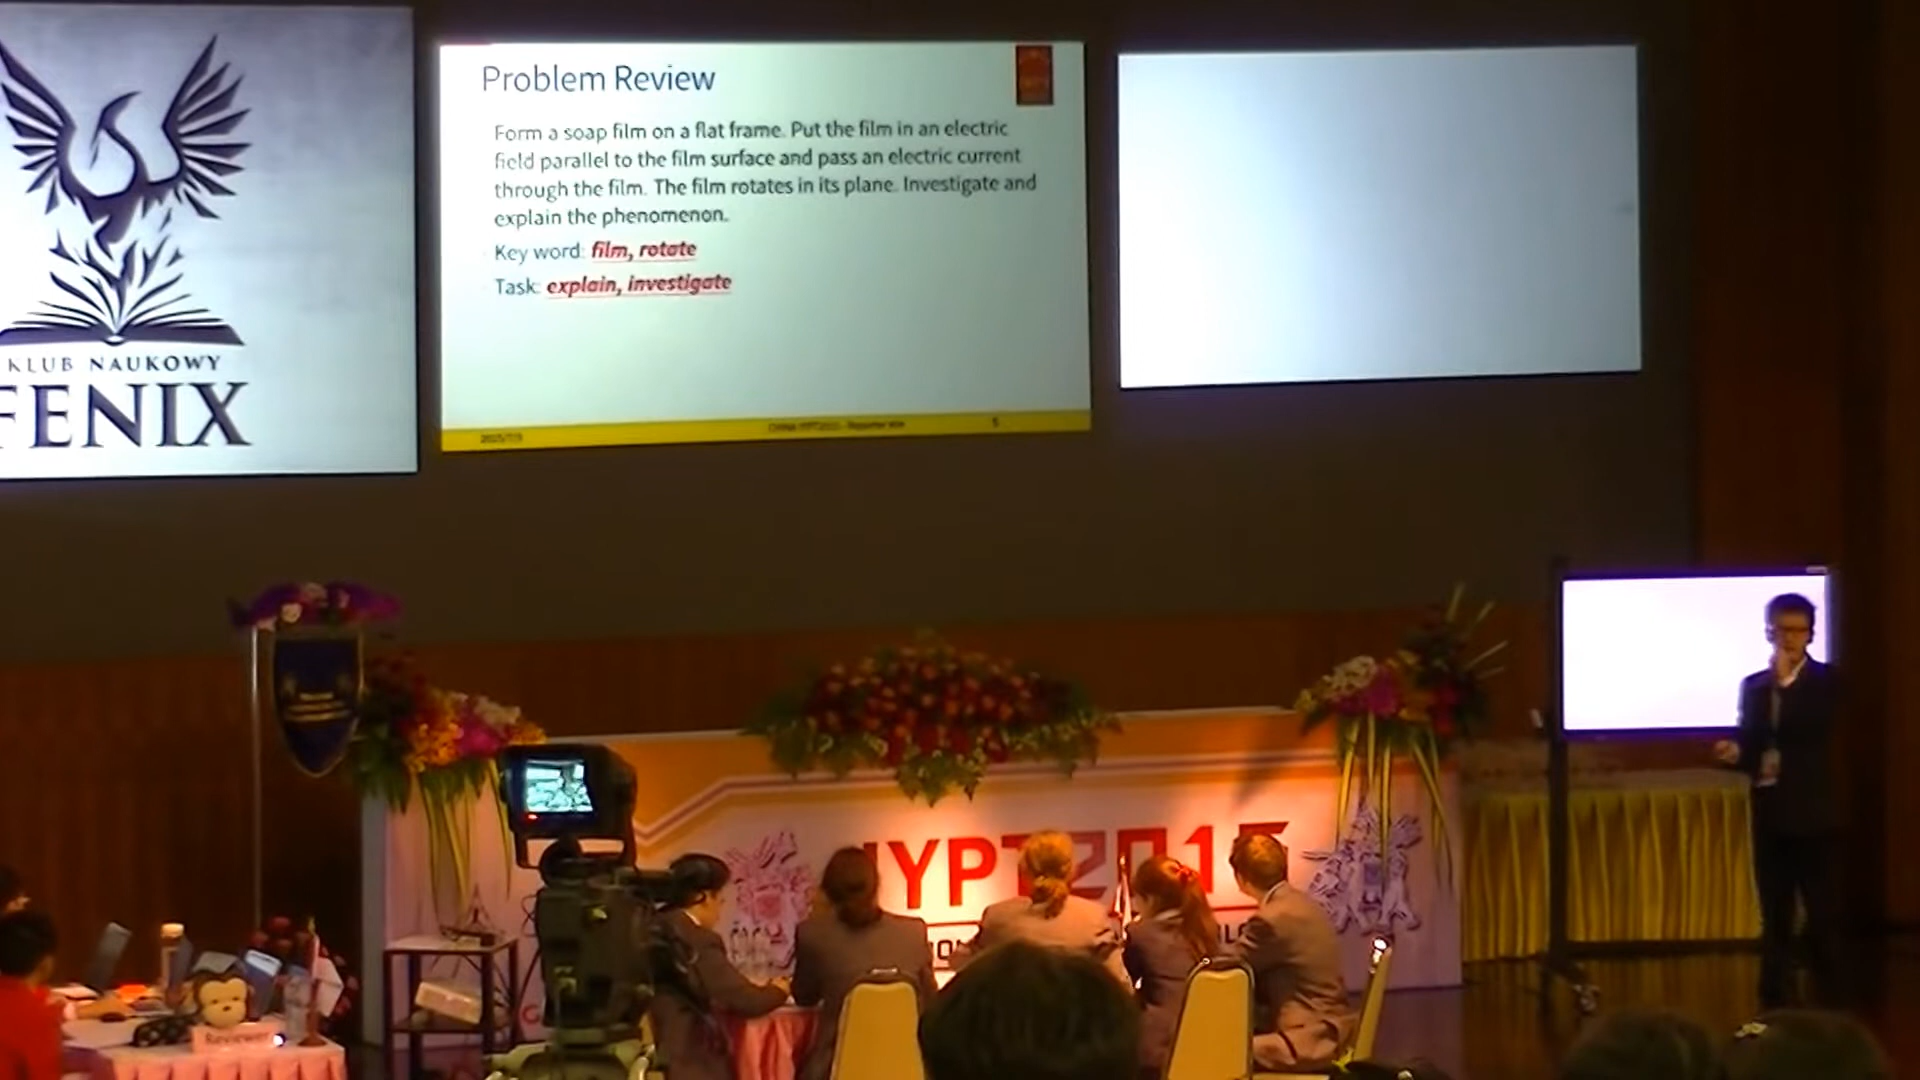 KLUB NAUKOWY
FENIX
Problem Review
Form a soap film on a flat frame. Put the film in an electric
field parallel to the film surface and pass an electric current
through the film. The film rotates in its plane. Investigate and
explain the phenomenon.
Key word: film, rotate
Task: explain, investigate
5
IYPT2015
Reviewer